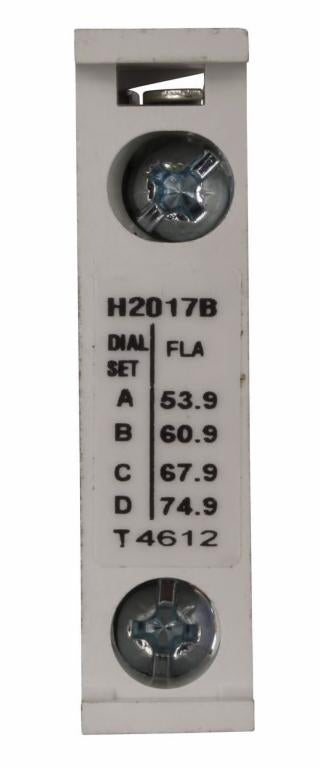 H2017B
DIAL SET FLA
A 53.9
B 60.9
C 67.9
D 74.9
T4612